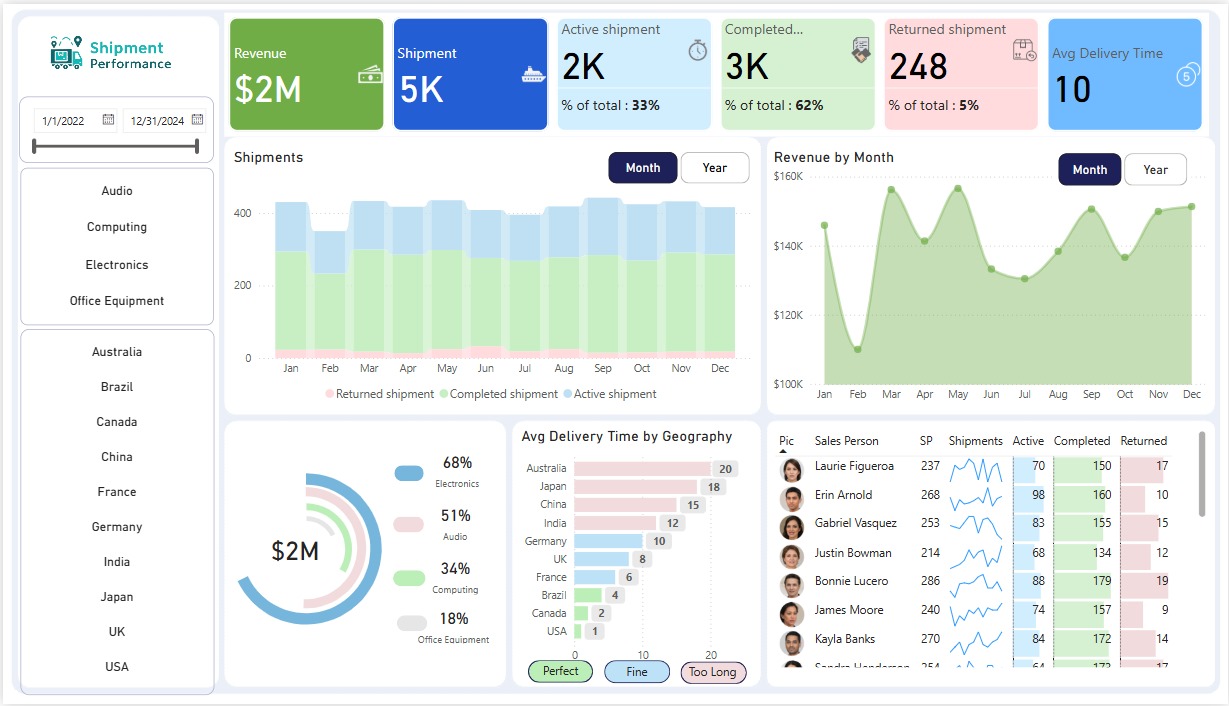 Shipment
Performance
1/1/2022 12/31/2024
Audio
Computing
Electronics
Office Equipment
Australia
Brazil
Canada
China
France
Germany
India
Japan
UK
USA
Revenue
$2M
Shipment
5K
Active shipment
2K
% of total : 33%
Completed...
3K
% of total : 62%
Returned shipment
248
% of total : 5%
Avg Delivery Time
10
5
Shipments
Month Year
400
200
0
Jan Feb Mar Apr May Jun Jul Aug Sep Oct Nov Dec
Returned shipment Completed shipment Active shipment
Revenue by Month
Month Year
$160K
$140K
$120K
$100K
Jan Feb Mar Apr May Jun Jul Aug Sep Oct Nov Dec
$2M
68%
Electronics
51%
Audio
34%
Computing
18%
Office Equipment
Avg Delivery Time by Geography
Australia 20
Japan 18
China 15
India 12
Germany 10
UK 8
France 6
Brazil 4
Canada 2
USA 1
0 10 20
Perfect Fine Too Long
Pic Sales Person SP Shipments Active Completed Returned
Laurie Figueroa 237 70 150 17
Erin Arnold 268 98 160 10
Gabriel Vasquez 253 83 155 15
Justin Bowman 214 68 134 12
Bonnie Lucero 286 88 179 19
James Moore 240 74 157 9
Kayla Banks 270 84 172 14
Sandra Henderson 254 64 173 17